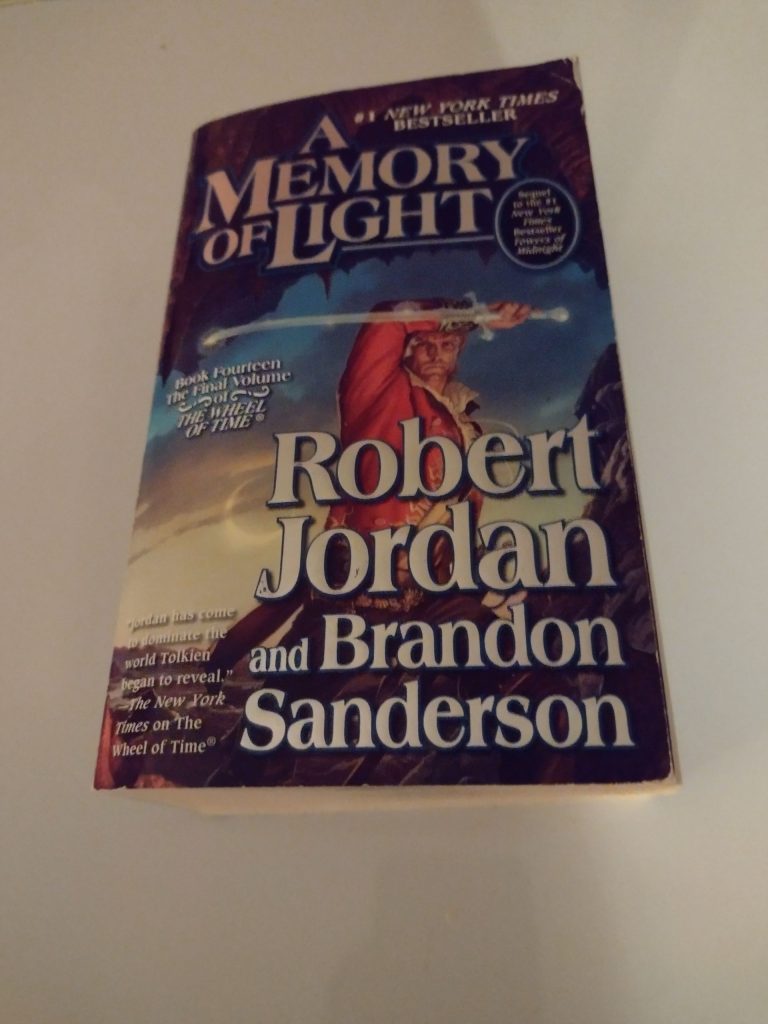 #1 NEW YORK TIMES
BESTSELLER
A
MEMORY
OF LIGHT
Sequel
to the #1
New York
Times
Bestseller
Towers of
Midnight
Book Fourteen
The Final Volume
of
THE WHEEL
OF TIME®
Robert
Jordan
and Brandon
Sanderson
"Jordan has come
to dominate the
world Tolkien
began to reveal."
—The New York
Times on The
Wheel of Time®